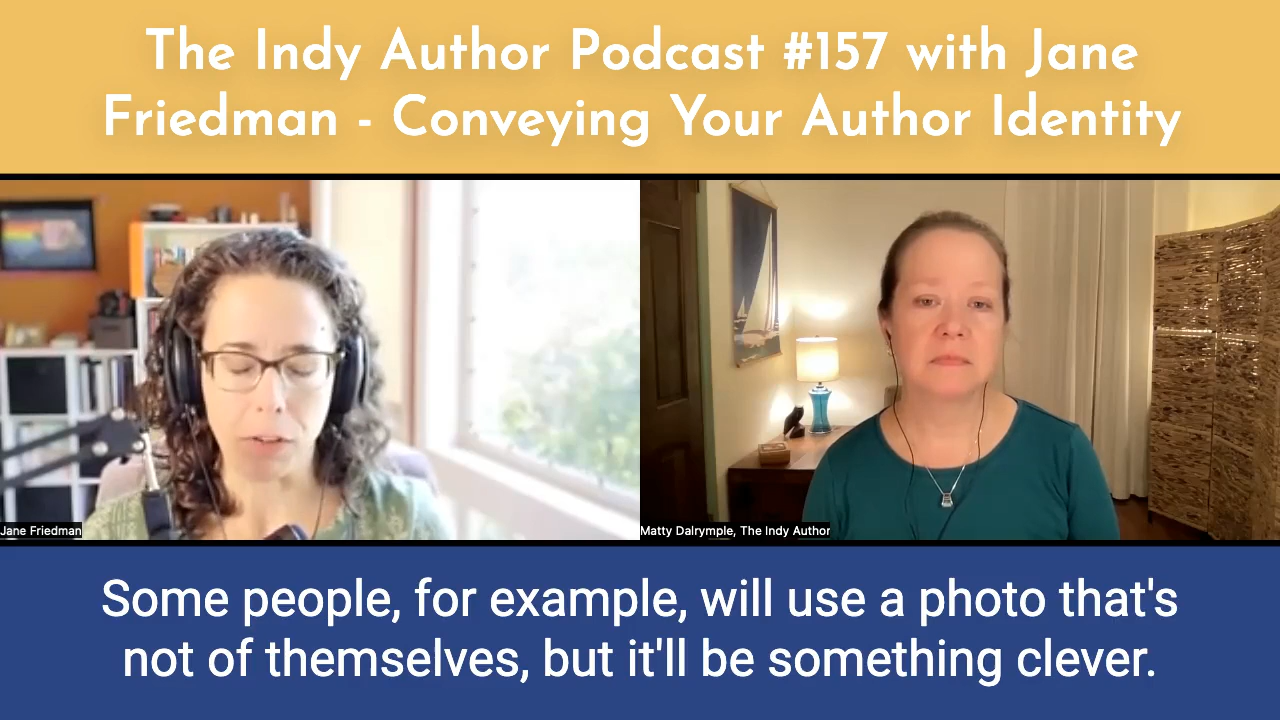 The Indy Author Podcast #157 with Jane
Friedman - Conveying Your Author Identity
Jane Friedman
Matty Dalrymple, The Indy Author
Some people, for example, will use a photo that's
not of themselves, but it'll be something clever.